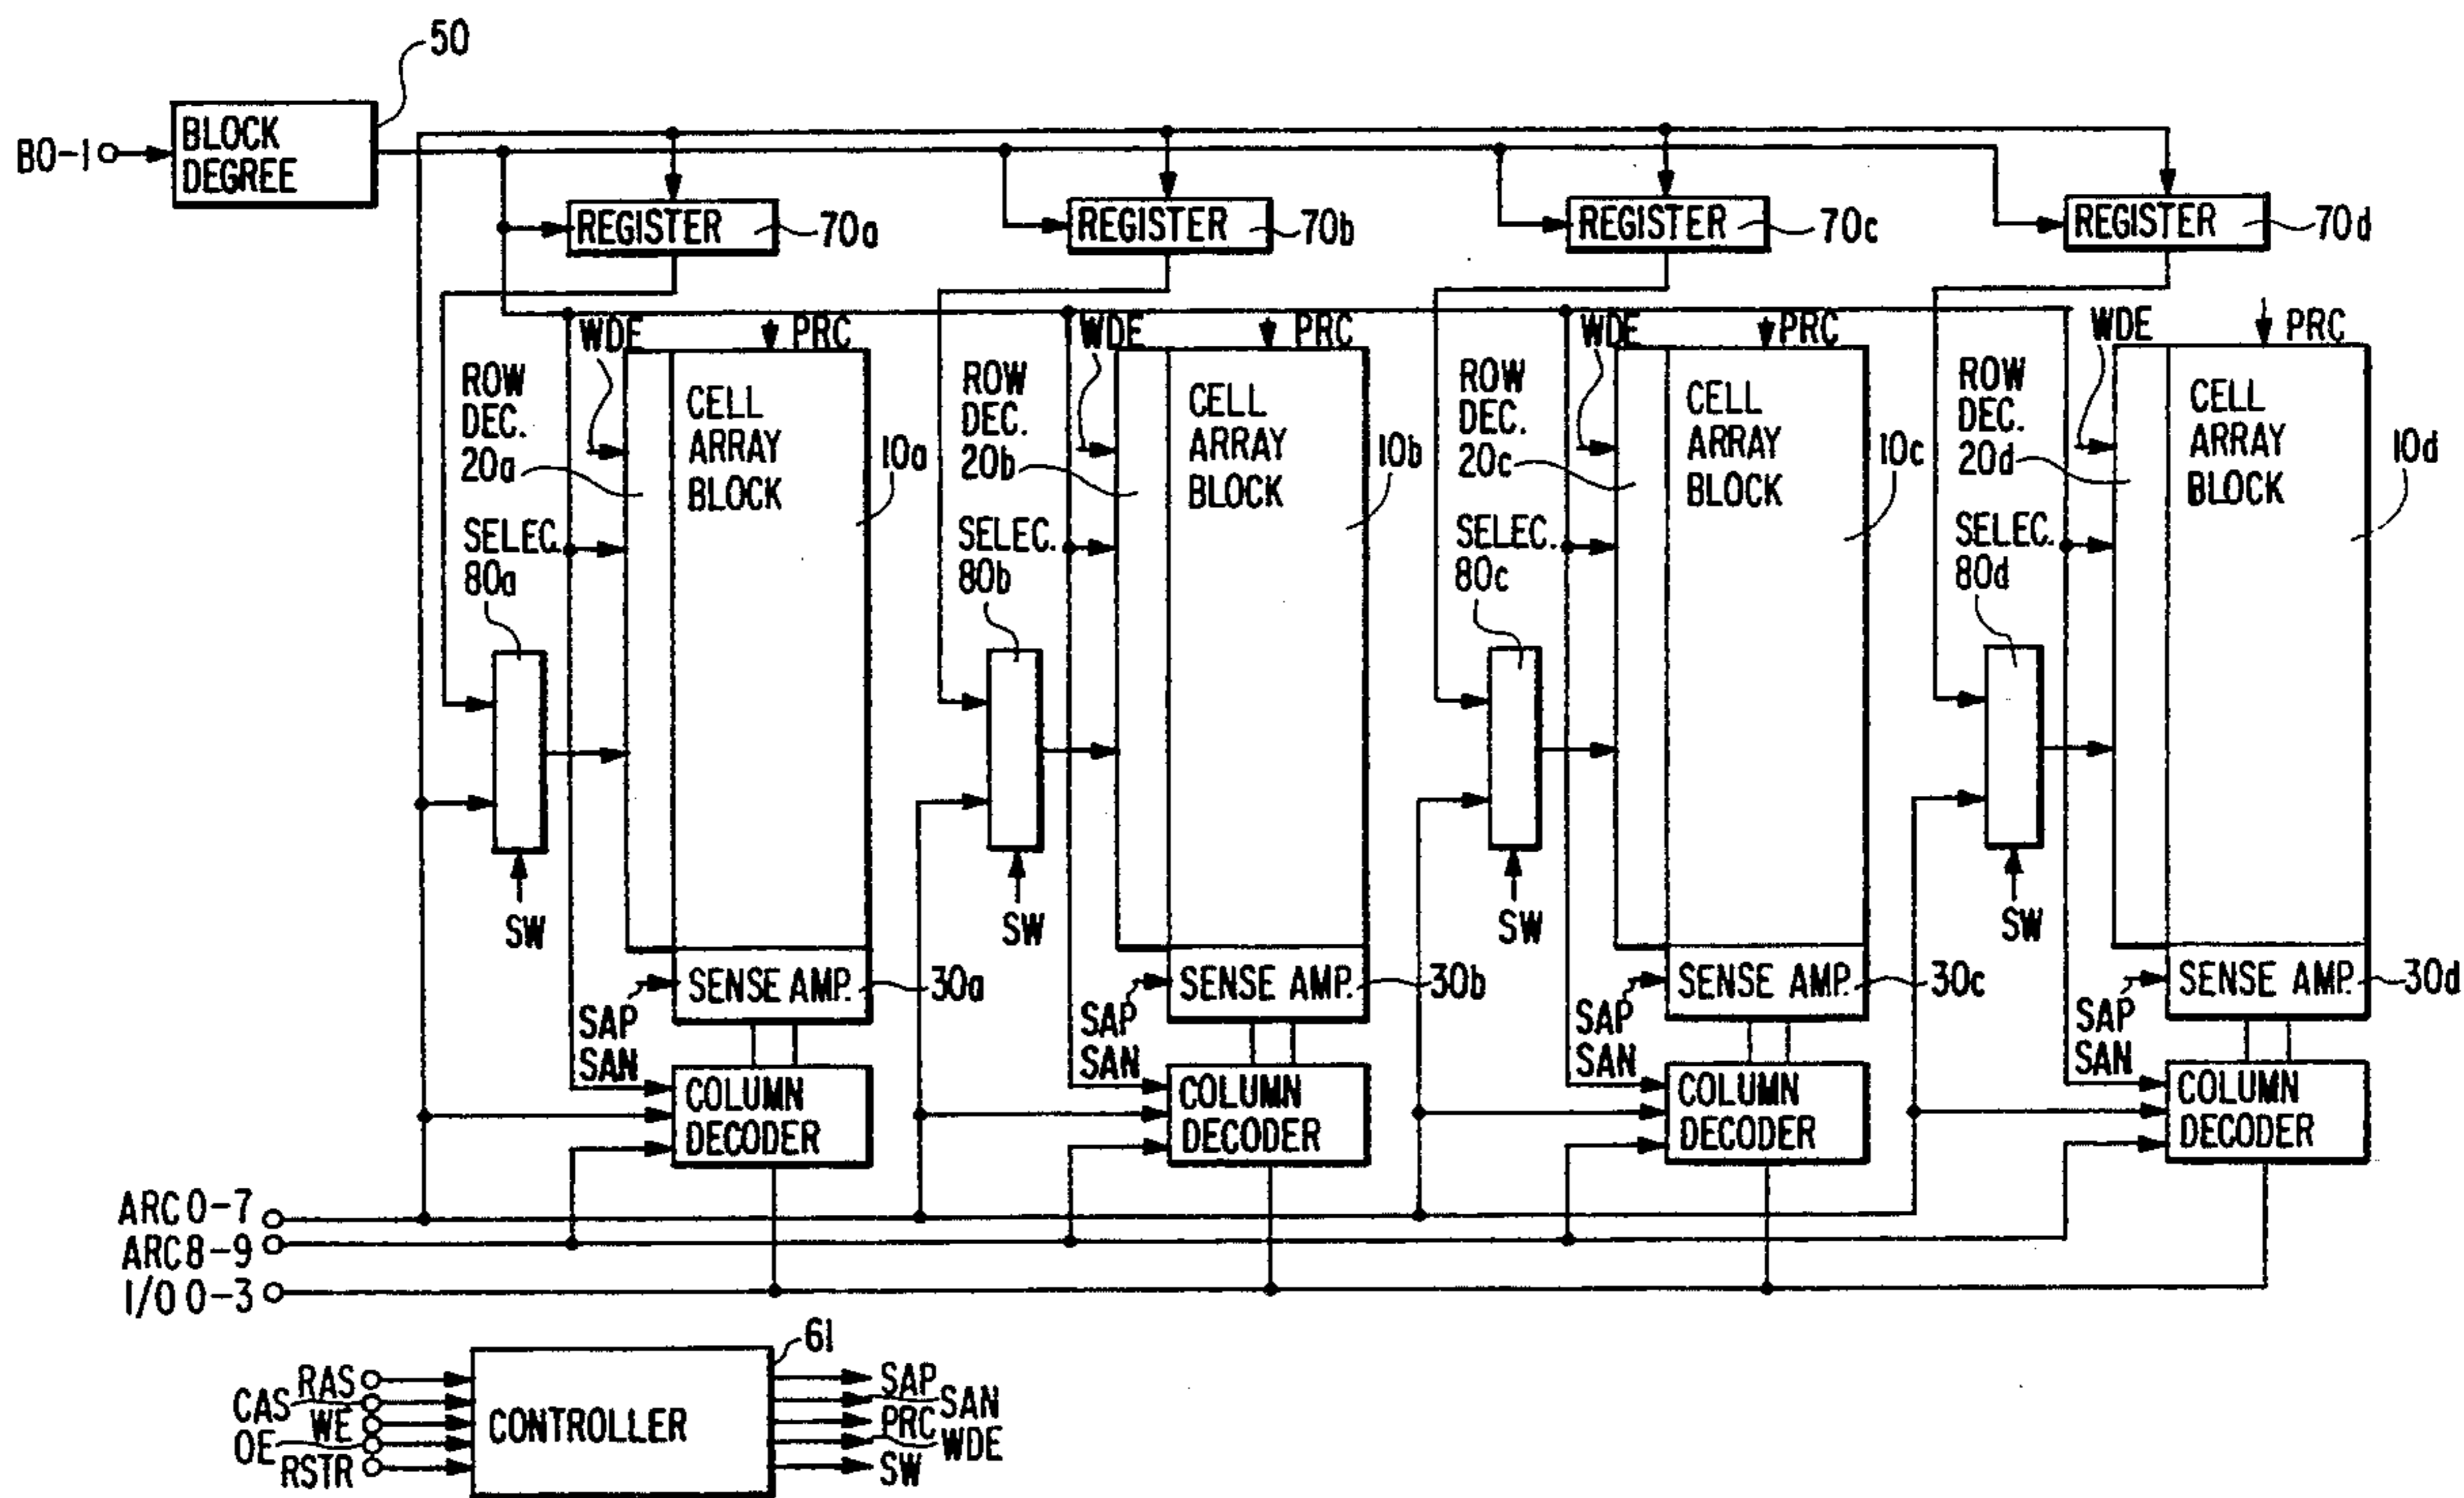 50
B0-1
BLOCK
DEGREE
REGISTER
70a
REGISTER
70b
REGISTER
70c
REGISTER
70d
WDE
PRC
WDE
PRC
WDE
PRC
WDE
PRC
ROW
DEC.
20a
CELL
ARRAY
BLOCK
10a
ROW
DEC.
20b
CELL
ARRAY
BLOCK
10b
ROW
DEC.
20c
CELL
ARRAY
BLOCK
10c
ROW
DEC.
20d
CELL
ARRAY
BLOCK
10d
SELEC.
80a
SELEC.
80b
SELEC.
80c
SELEC.
80d
SW
SW
SW
SW
SENSE AMP.
30a
SENSE AMP.
30b
SENSE AMP.
30c
SENSE AMP.
30d
SAP
SAN
SAP
SAN
SAP
SAN
SAP
SAN
COLUMN
DECODER
COLUMN
DECODER
COLUMN
DECODER
COLUMN
DECODER
ARC 0-7
ARC 8-9
I/O 0-3
61
RAS
CAS
WE
OE
RSTR
CONTROLLER
SAP
SAN
PRC
WDE
SW